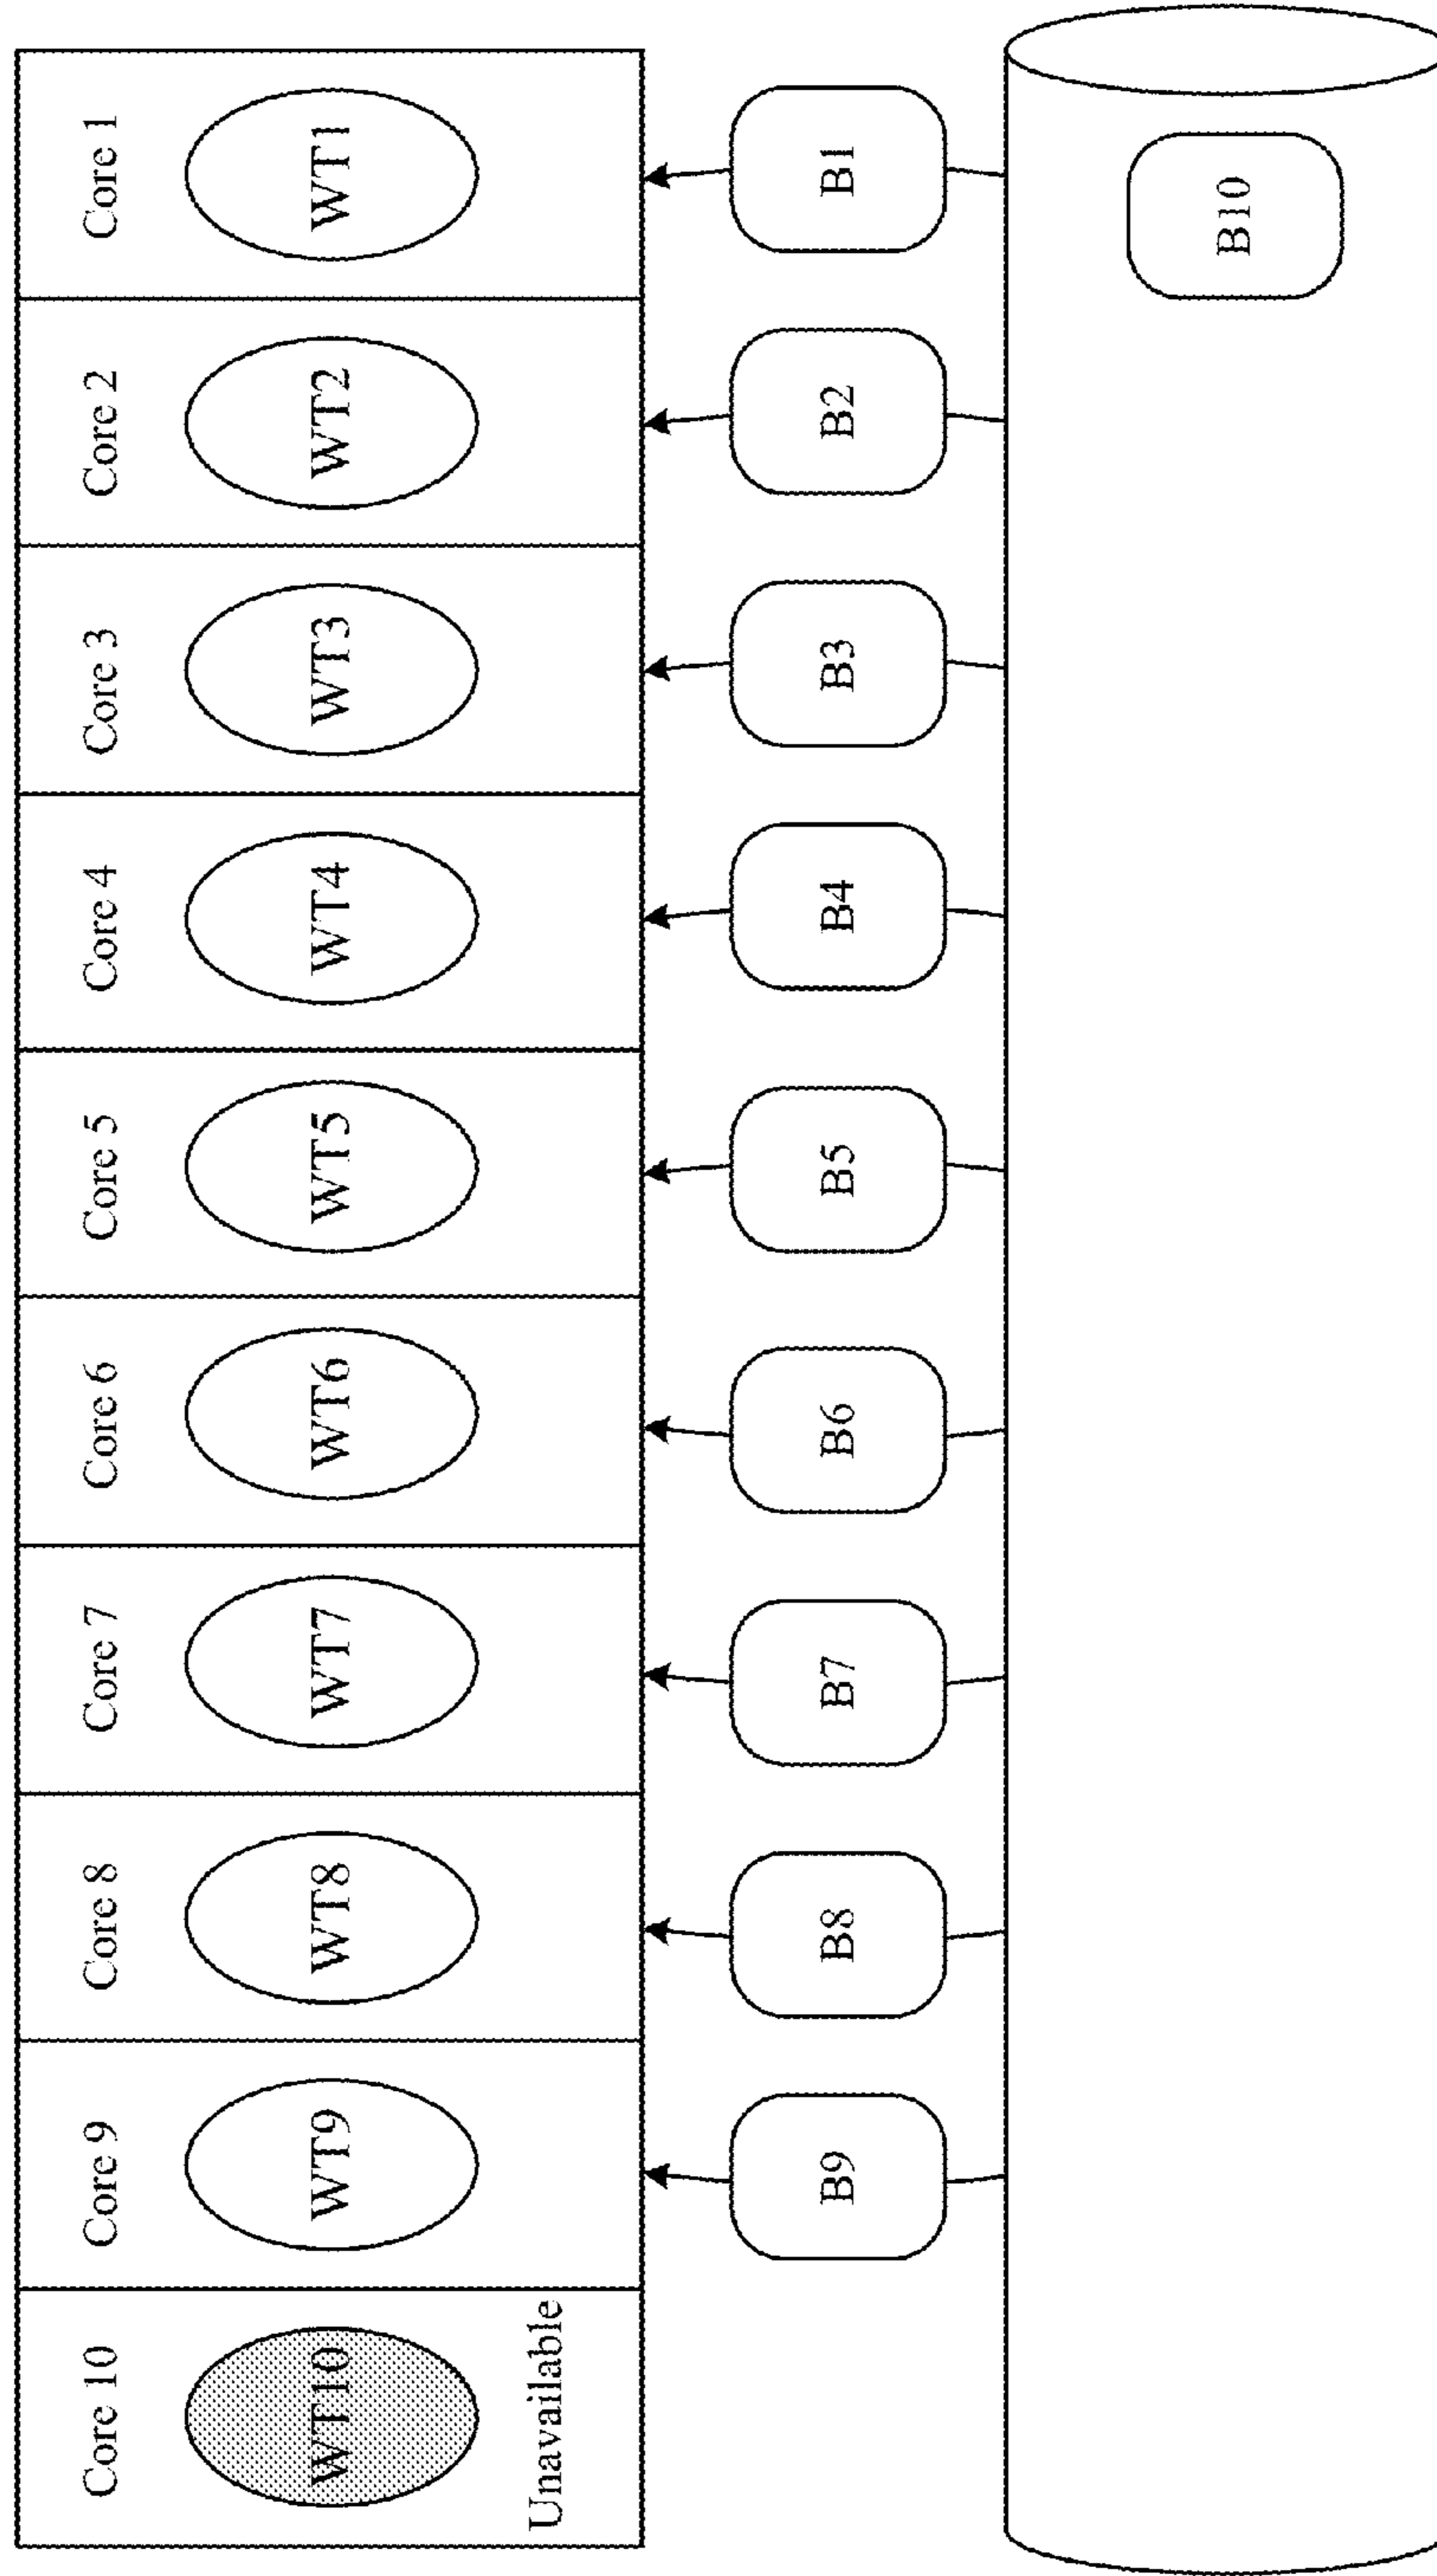 Core 10
Core 9
Core 8
Core 7
Core 6
Core 5
Core 4
Core 3
Core 2
Core 1
WT10
WT9
WT8
WT7
WT6
WT5
WT4
WT3
WT2
WT1
Unavailable
B9
B8
B7
B6
B5
B4
B3
B2
B1
B10